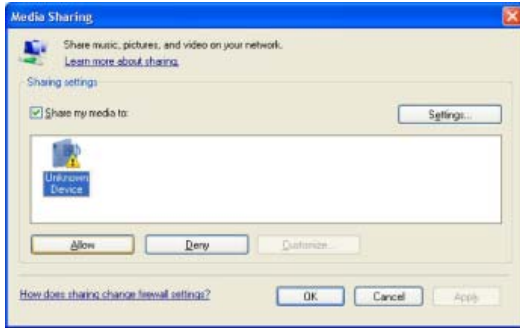 Media Sharing
Share music, pictures, and video on your network.
Learn more about sharing.
Sharing settings
Share my media to:
Settings...
Unknown
Device
Allow
Deny
Customize...
How does sharing change firewall settings?
OK
Cancel
Apply